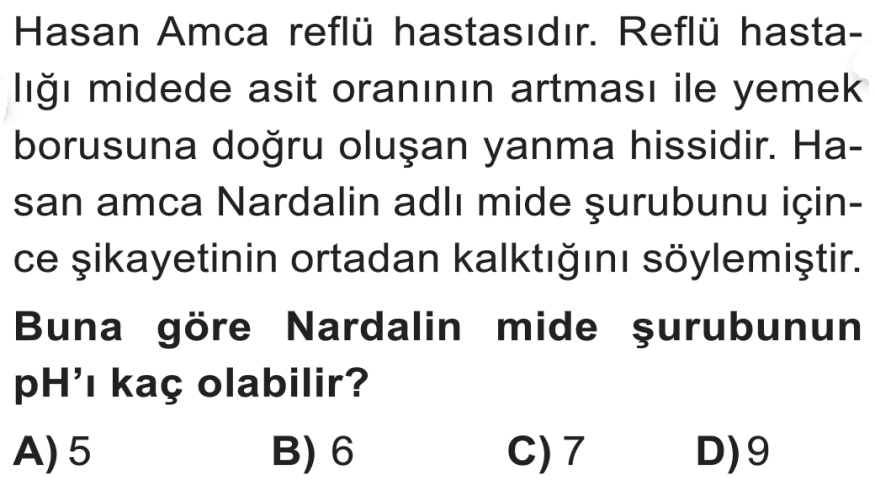 Hasan Amca reflü hastasıdır. Reflü hasta-
lığı midede asit oranının artması ile yemek
borusuna doğru oluşan yanma hissidir. Ha-
san amca Nardalin adlı mide şurubunu için-
ce şikayetinin ortadan kalktığını söylemiştir.
Buna göre Nardalin mide şurubunun
pH’ı kaç olabilir?
A) 5 B) 6 C) 7 D) 9